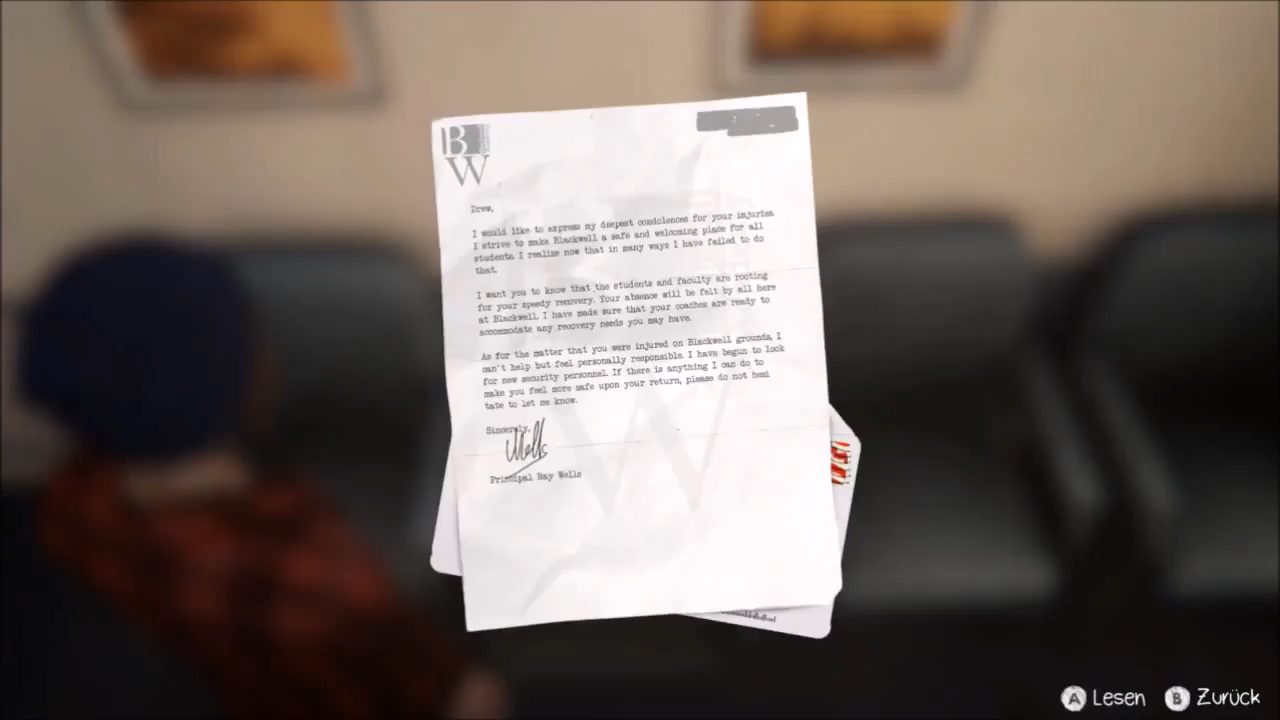 B
W
Drew,
I would like to express my deepest condolences for your injuries
I strive to make Blackwell a safe and welcoming place for all
students. I realize now that in many ways I have failed to do
that.
I want you to know that the students and faculty are rooting
for your speedy recovery. Your absence will be felt by all here
at Blackwell. I have made sure that your coaches are ready to
accommodate any recovery needs you may have.
As for the matter that you were injured on Blackwell grounds, I
can't help but feel personally responsible. I have begun to look
for new security personnel. If there is anything I can do to
make you feel more safe upon your return, please do not hesi
tate to let me know.
Sincerely,
Wells
Principal Ray Wells
A Lesen B Zurück